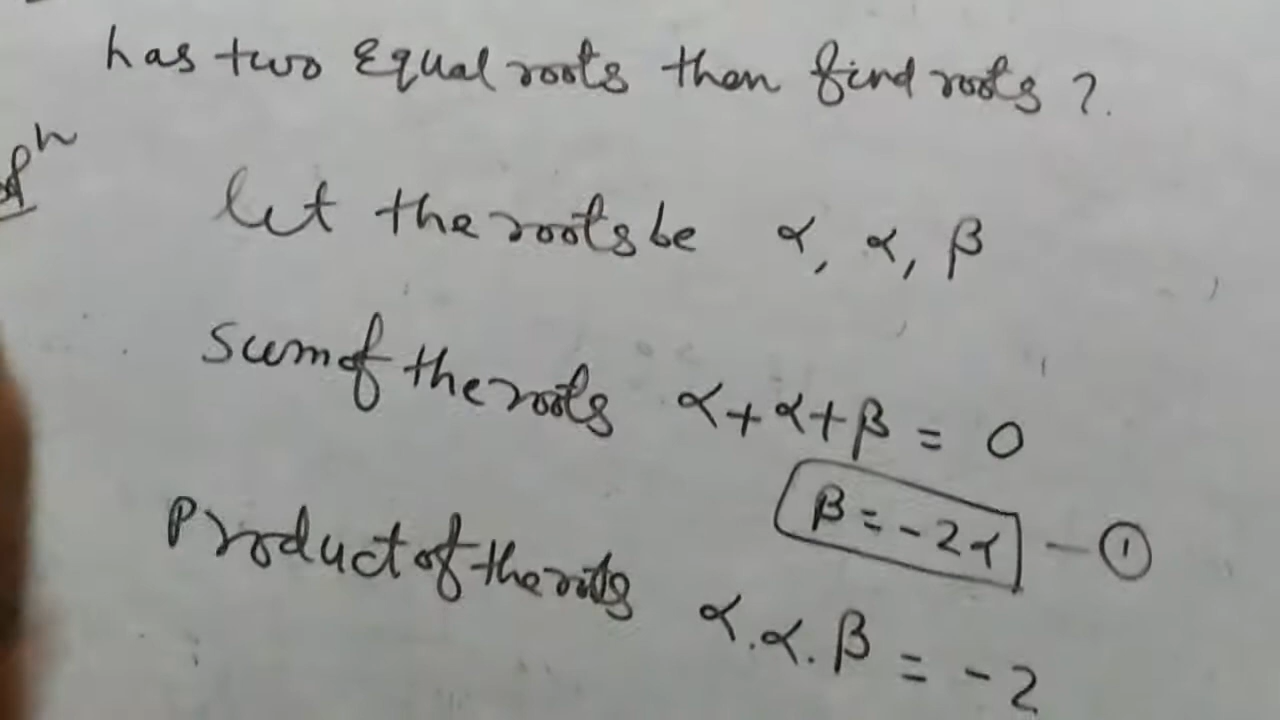 has two Equal roots then find roots ?
let the roots be α, α, β
Sum of the roots α+α+β = 0
β = -2α - ①
Product of the roots α.α.β = -2